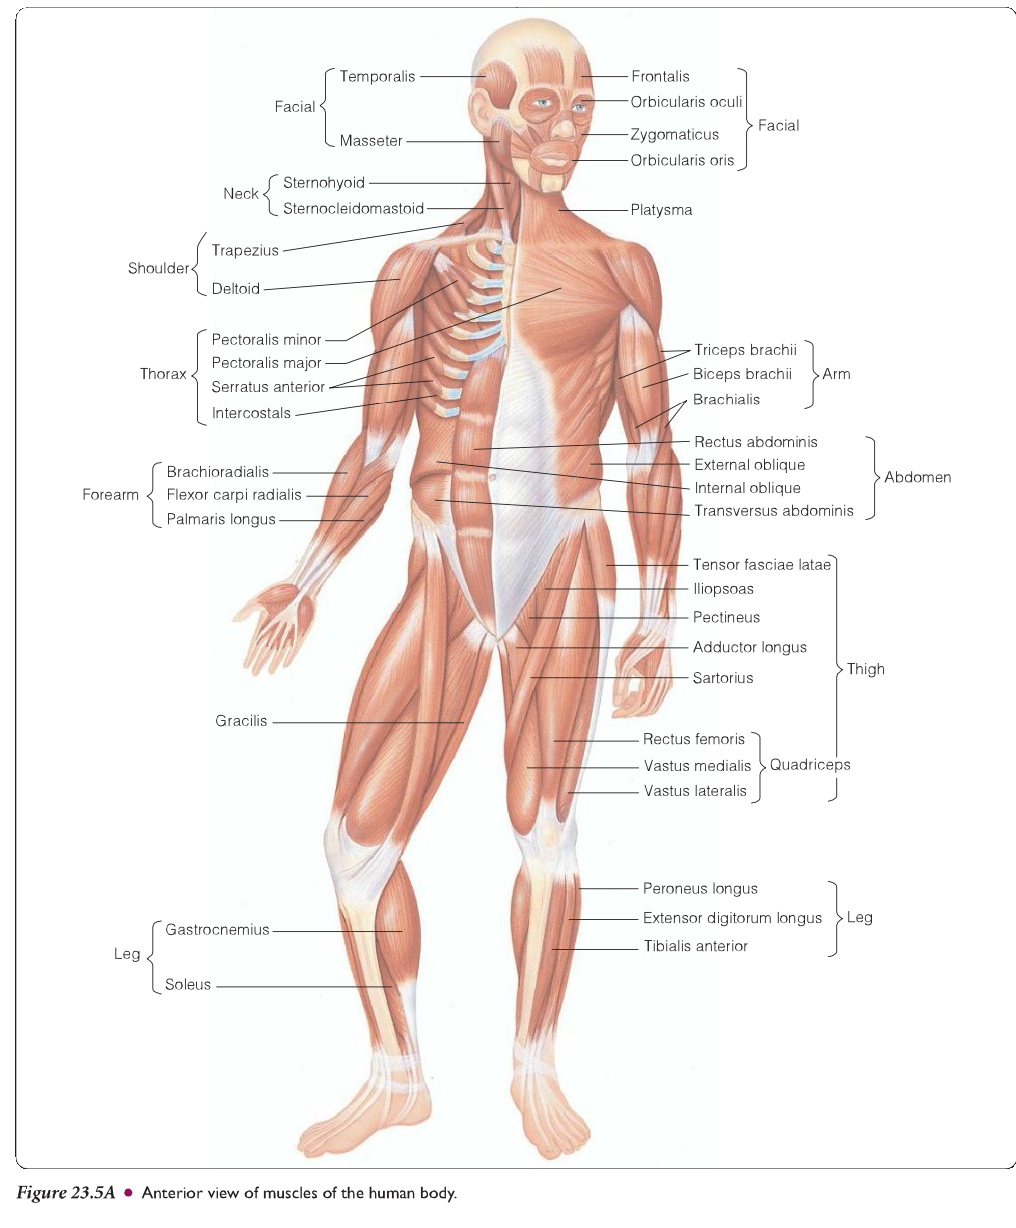 Temporalis
Facial
Masseter
Frontalis
Orbicularis oculi
Zygomaticus
Orbicularis oris
Facial
Sternohyoid
Neck
Sternocleidomastoid
Platysma
Trapezius
Shoulder
Deltoid
Pectoralis minor
Pectoralis major
Thorax
Serratus anterior
Intercostals
Triceps brachii
Biceps brachii
Arm
Brachialis
Rectus abdominis
External oblique
Abdomen
Internal oblique
Transversus abdominis
Brachioradialis
Forearm
Flexor carpi radialis
Palmaris longus
Tensor fasciae latae
Iliopsoas
Pectineus
Adductor longus
Thigh
Sartorius
Gracilis
Rectus femoris
Vastus medialis
Quadriceps
Vastus lateralis
Peroneus longus
Extensor digitorum longus
Leg
Tibialis anterior
Gastrocnemius
Leg
Soleus
Figure 23.5A • Anterior view of muscles of the human body.